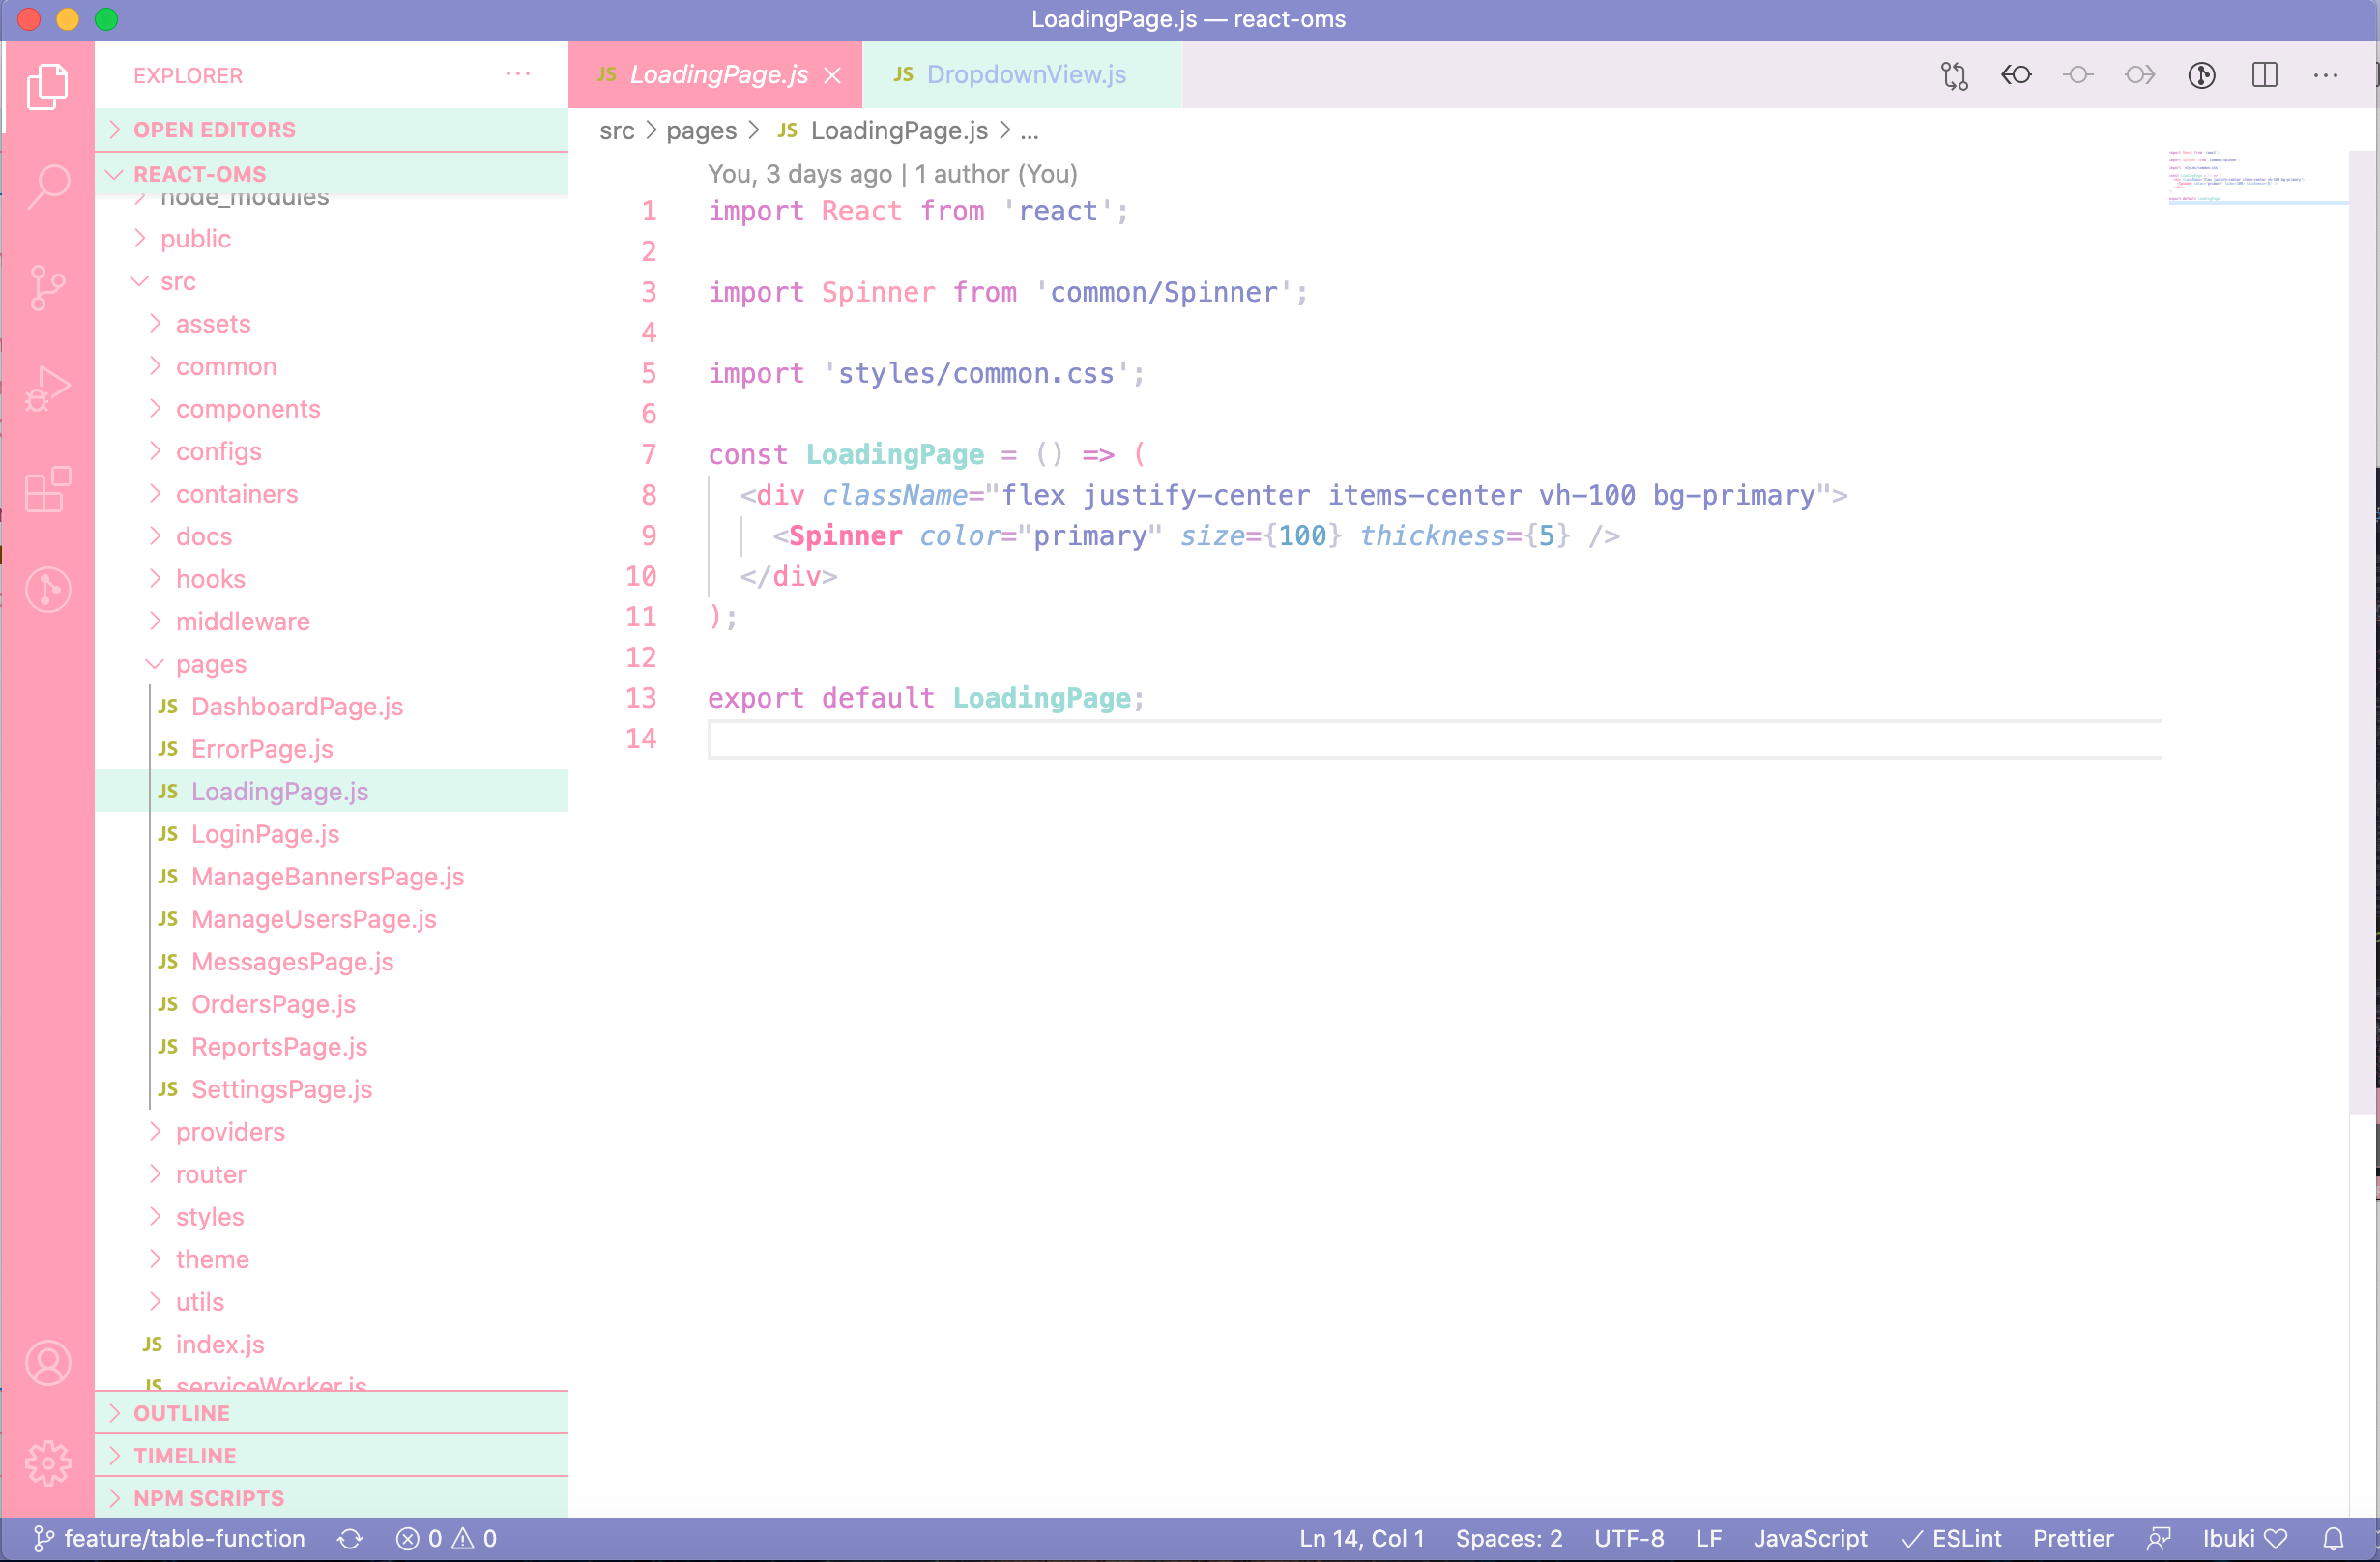 LoadingPage.js — react-oms
EXPLORER
OPEN EDITORS
REACT-OMS
node_modules
public
src
assets
common
components
configs
containers
docs
hooks
middleware
pages
JS DashboardPage.js
JS ErrorPage.js
JS LoadingPage.js
JS LoginPage.js
JS ManageBannersPage.js
JS ManageUsersPage.js
JS MessagesPage.js
JS OrdersPage.js
JS ReportsPage.js
JS SettingsPage.js
providers
router
styles
theme
utils
JS index.js
JS serviceWorker.js
OUTLINE
TIMELINE
NPM SCRIPTS
JS LoadingPage.js
JS DropdownView.js
src > pages > JS LoadingPage.js > ...
You, 3 days ago | 1 author (You)
1 import React from 'react';
2
3 import Spinner from 'common/Spinner';
4
5 import 'styles/common.css';
6
7 const LoadingPage = () => (
8 <div className="flex justify-center items-center vh-100 bg-primary">
9 <Spinner color="primary" size={100} thickness={5} />
10 </div>
11 );
12
13 export default LoadingPage;
14
feature/table-function 0 0 Ln 14, Col 1 Spaces: 2 UTF-8 LF JavaScript ESLint Prettier Ibuki